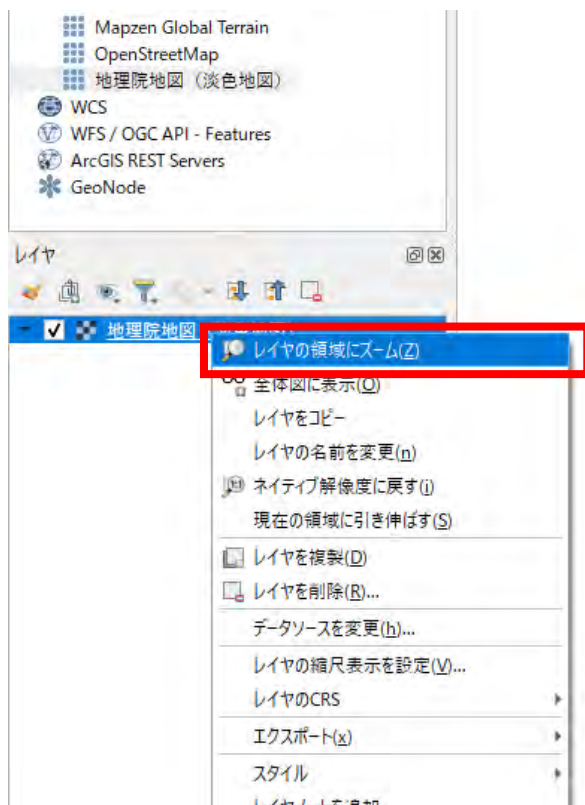 Mapzen Global Terrain
OpenStreetMap
地理院地図（淡色地図）
WCS
WFS / OGC API - Features
ArcGIS REST Servers
GeoNode
レイヤ
地理院地図
レイヤの領域にズーム(Z)
全体図に表示(O)
レイヤをコピー
レイヤの名前を変更(n)
ネイティブ解像度に戻す(i)
現在の領域に引き伸ばす(S)
レイヤを複製(D)
レイヤを削除(R)...
データソースを変更(h)...
レイヤの縮尺表示を設定(V)...
レイヤのCRS
エクスポート(x)
スタイル